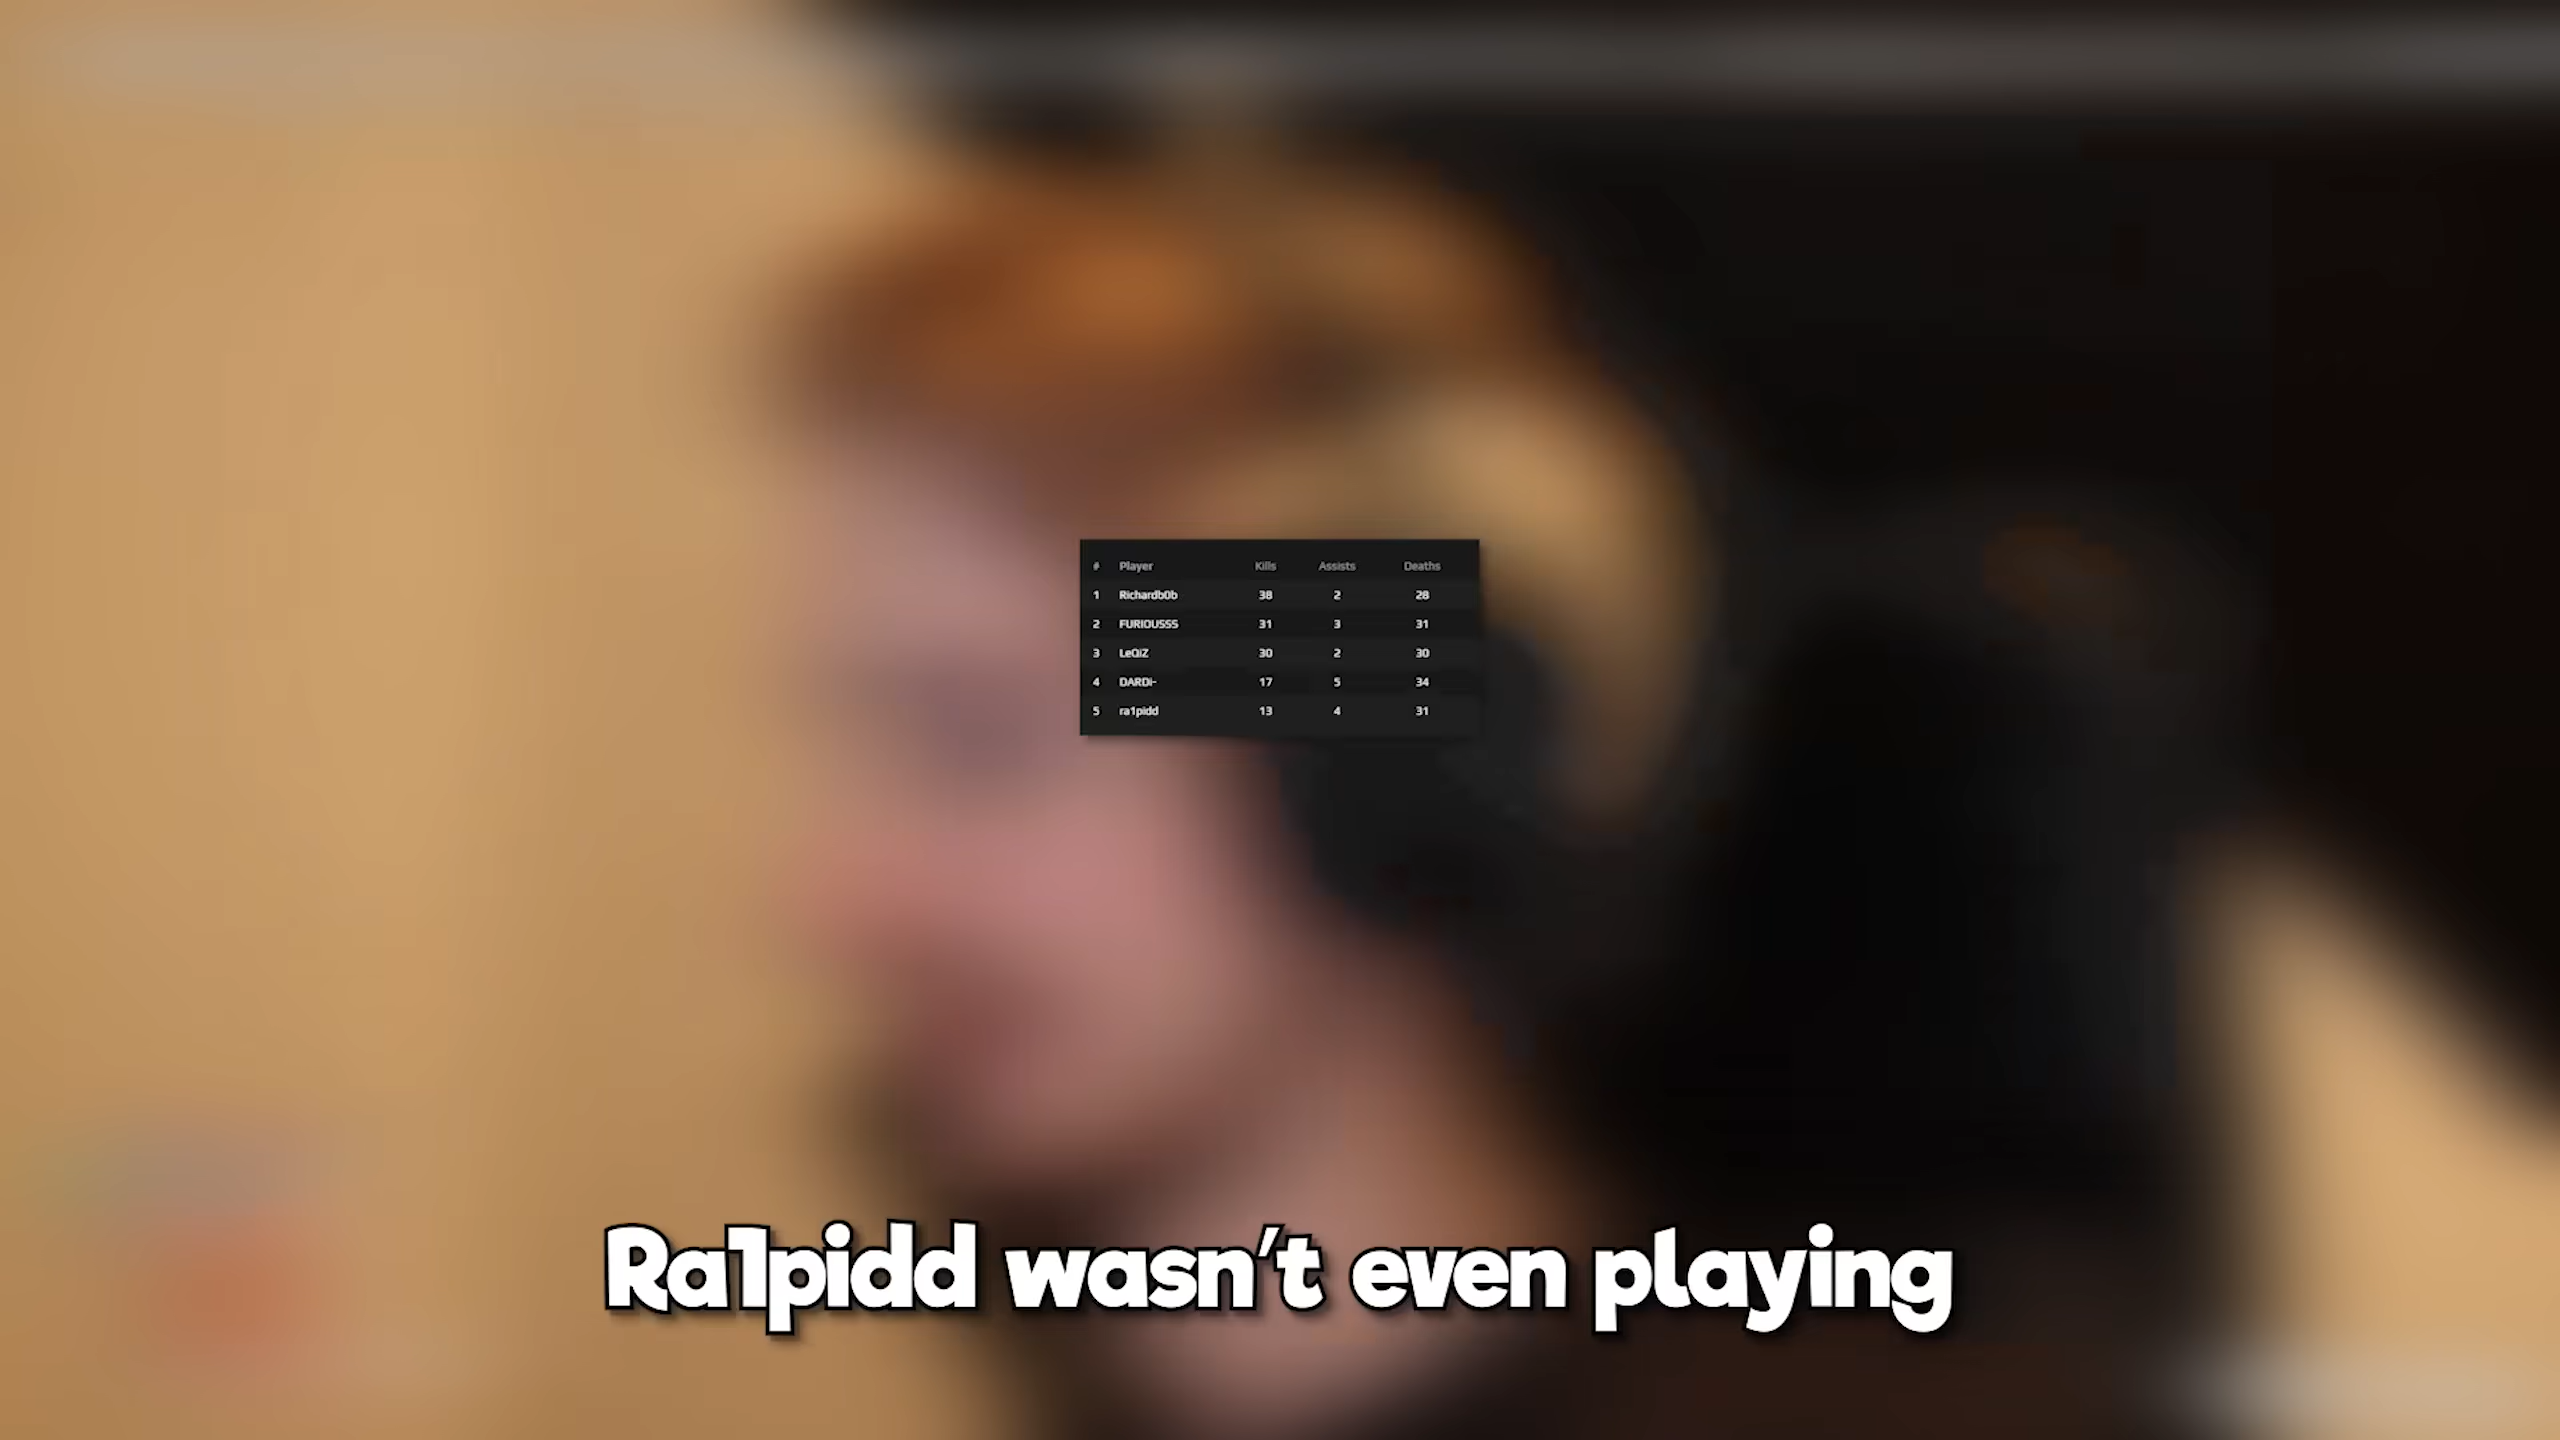 # Player Kills Assists Deaths
1 Richardb0b 38 2 28
2 FURIOUSSS 31 3 31
3 LeQiZ 30 2 30
4 DARDi- 17 5 34
5 ra1pidd 13 4 31
Ra1pidd wasn't even playing